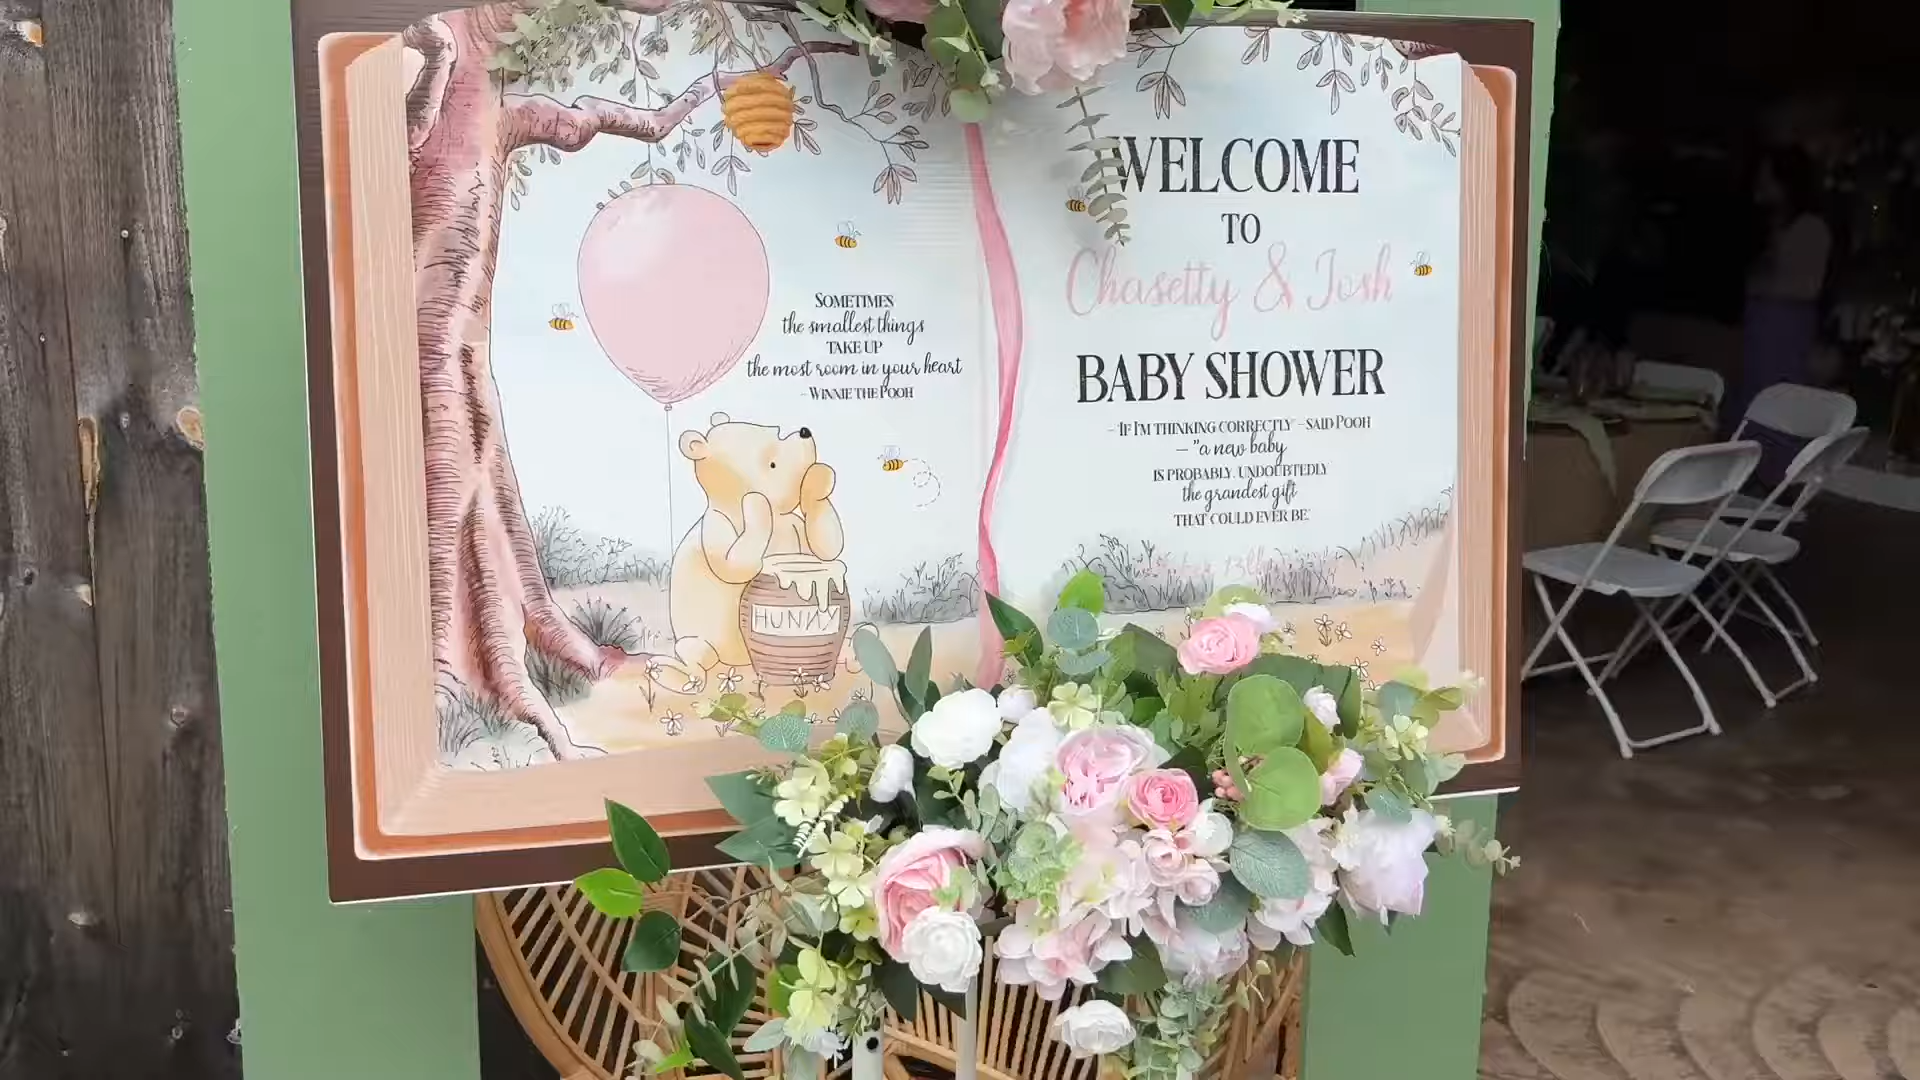 SOMETIMES
the smallest things
TAKE UP
the most room in your heart
- WINNIE THE POOH
HUNNY
WELCOME
TO
Chasetty & Josh
BABY SHOWER
- "IF I'M THINKING CORRECTLY" - SAID POOH
- "a new baby
IS PROBABLY, UNDOUBTEDLY
the grandest gift
THAT COULD EVER BE."